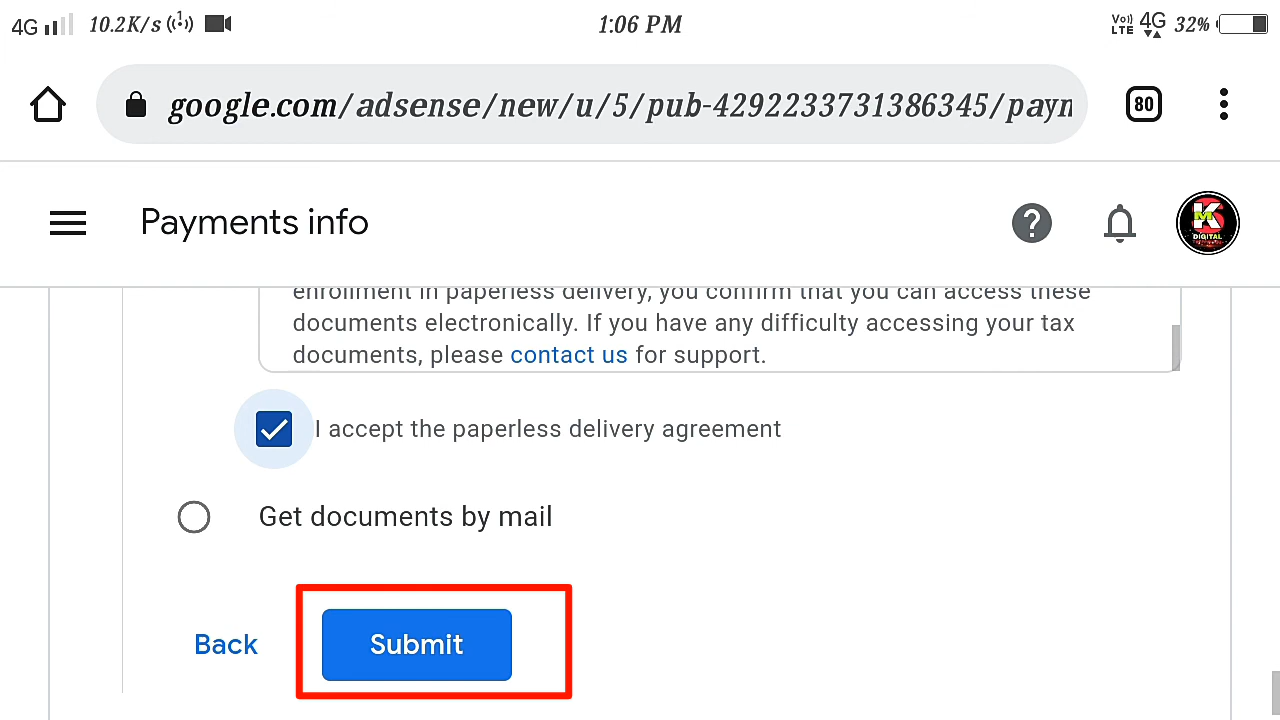 4G 10.2K/s 1 1:06 PM Vo)) LTE 4G 32%
google.com/adsense/new/u/5/pub-4292233731386345/payn 80
Payments info ? K M S DIGITAL
enrollment in paperless delivery, you confirm that you can access these
documents electronically. If you have any difficulty accessing your tax
documents, please contact us for support.
I accept the paperless delivery agreement
Get documents by mail
Back Submit